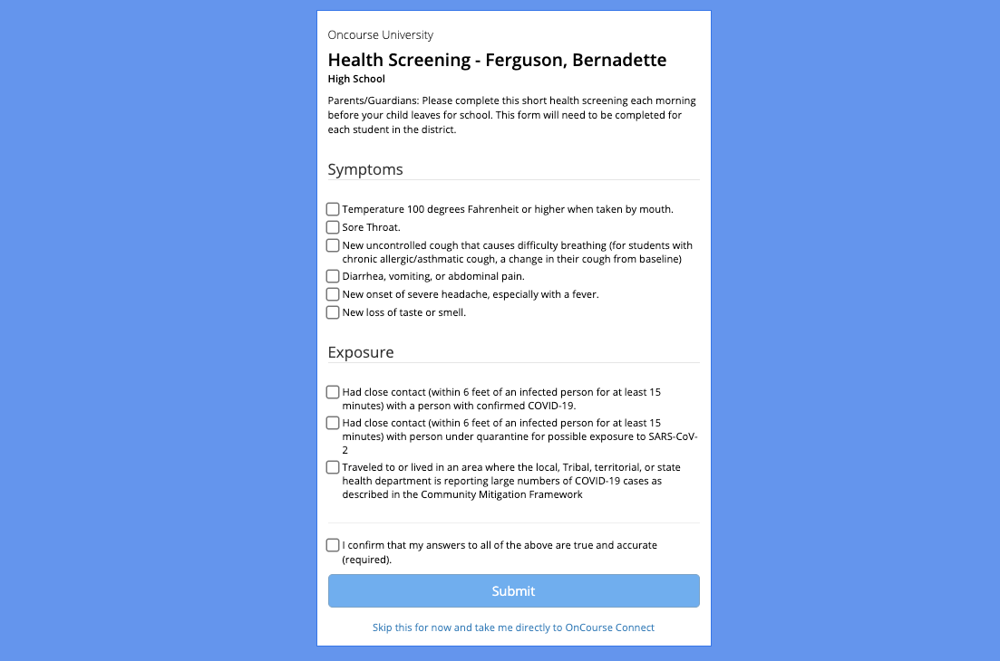 Oncourse University
Health Screening - Ferguson, Bernadette
High School
Parents/Guardians: Please complete this short health screening each morning
before your child leaves for school. This form will need to be completed for
each student in the district.
Symptoms
Temperature 100 degrees Fahrenheit or higher when taken by mouth.
Sore Throat.
New uncontrolled cough that causes difficulty breathing (for students with
chronic allergic/asthmatic cough, a change in their cough from baseline)
Diarrhea, vomiting, or abdominal pain.
New onset of severe headache, especially with a fever.
New loss of taste or smell.
Exposure
Had close contact (within 6 feet of an infected person for at least 15
minutes) with a person with confirmed COVID-19.
Had close contact (within 6 feet of an infected person for at least 15
minutes) with person under quarantine for possible exposure to SARS-CoV-
2
Traveled to or lived in an area where the local, Tribal, territorial, or state
health department is reporting large numbers of COVID-19 cases as
described in the Community Mitigation Framework
I confirm that my answers to all of the above are true and accurate
(required).
Submit
Skip this for now and take me directly to OnCourse Connect